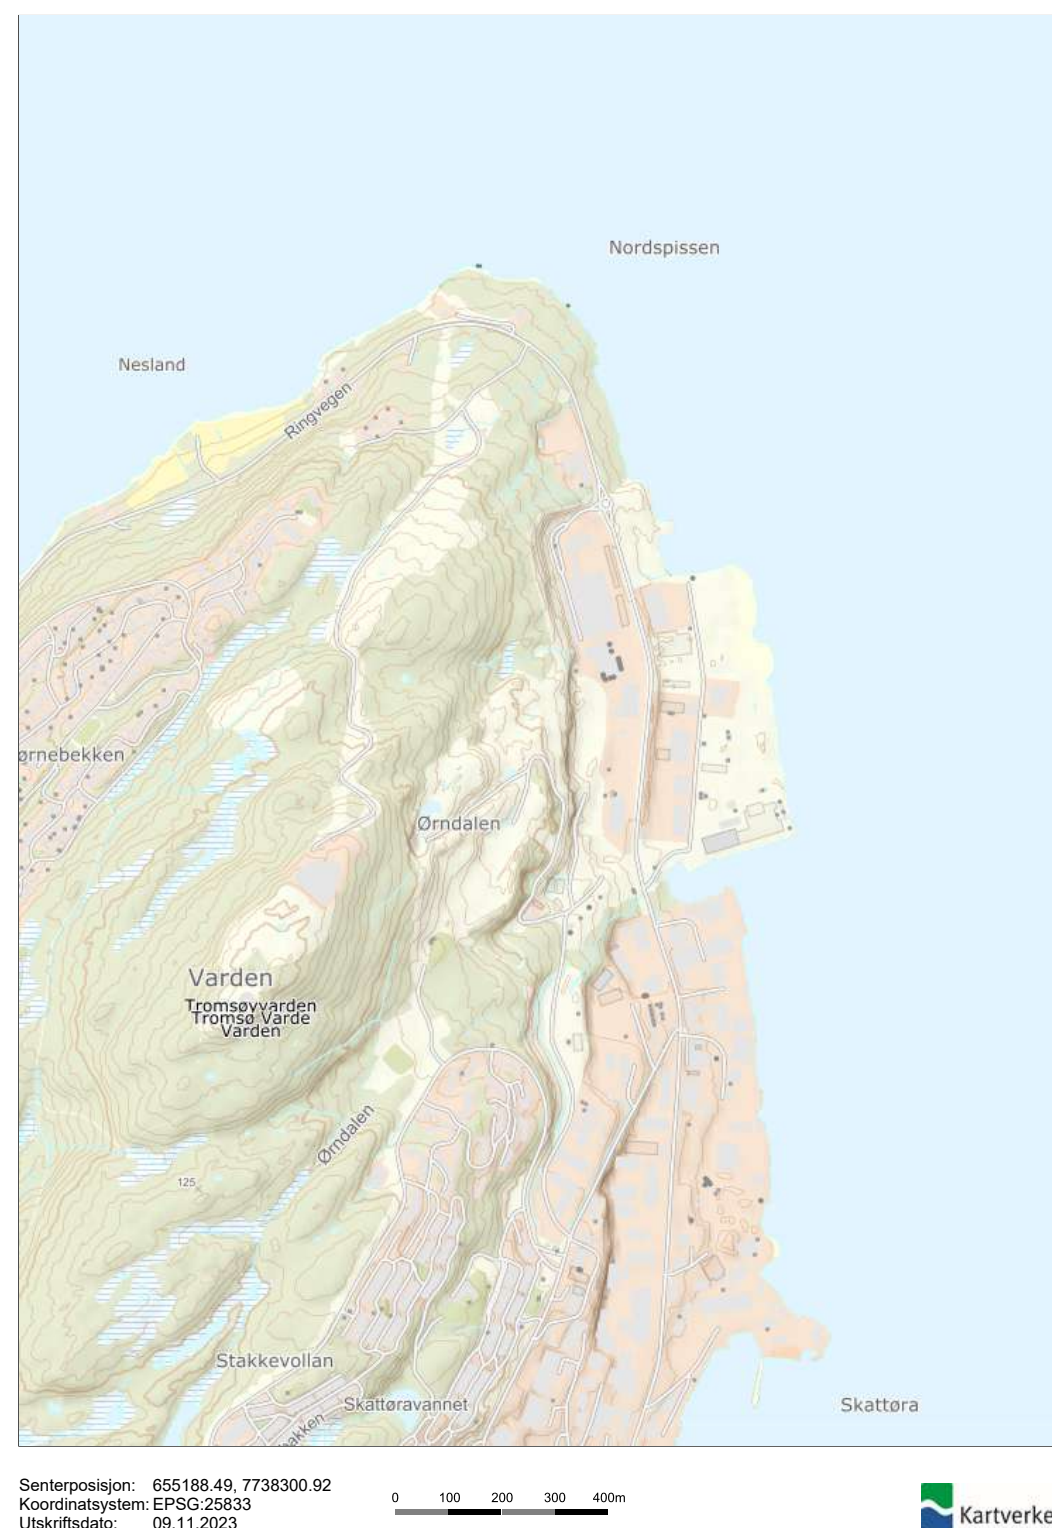 Nordspissen
Nesland
Ringvegen
ørnebekken
Ørndalen
Varden
Tromsøyvarden
Tromsø Varde
Varden
Ørndalen
125
Stakkevollan
Skattøravannet
Skattøra
akken
Senterposisjon: 655188.49, 7738300.92
Koordinatsystem: EPSG:25833
Utskriftsdato: 09.11.2023
0 100 200 300 400m
Kartverke